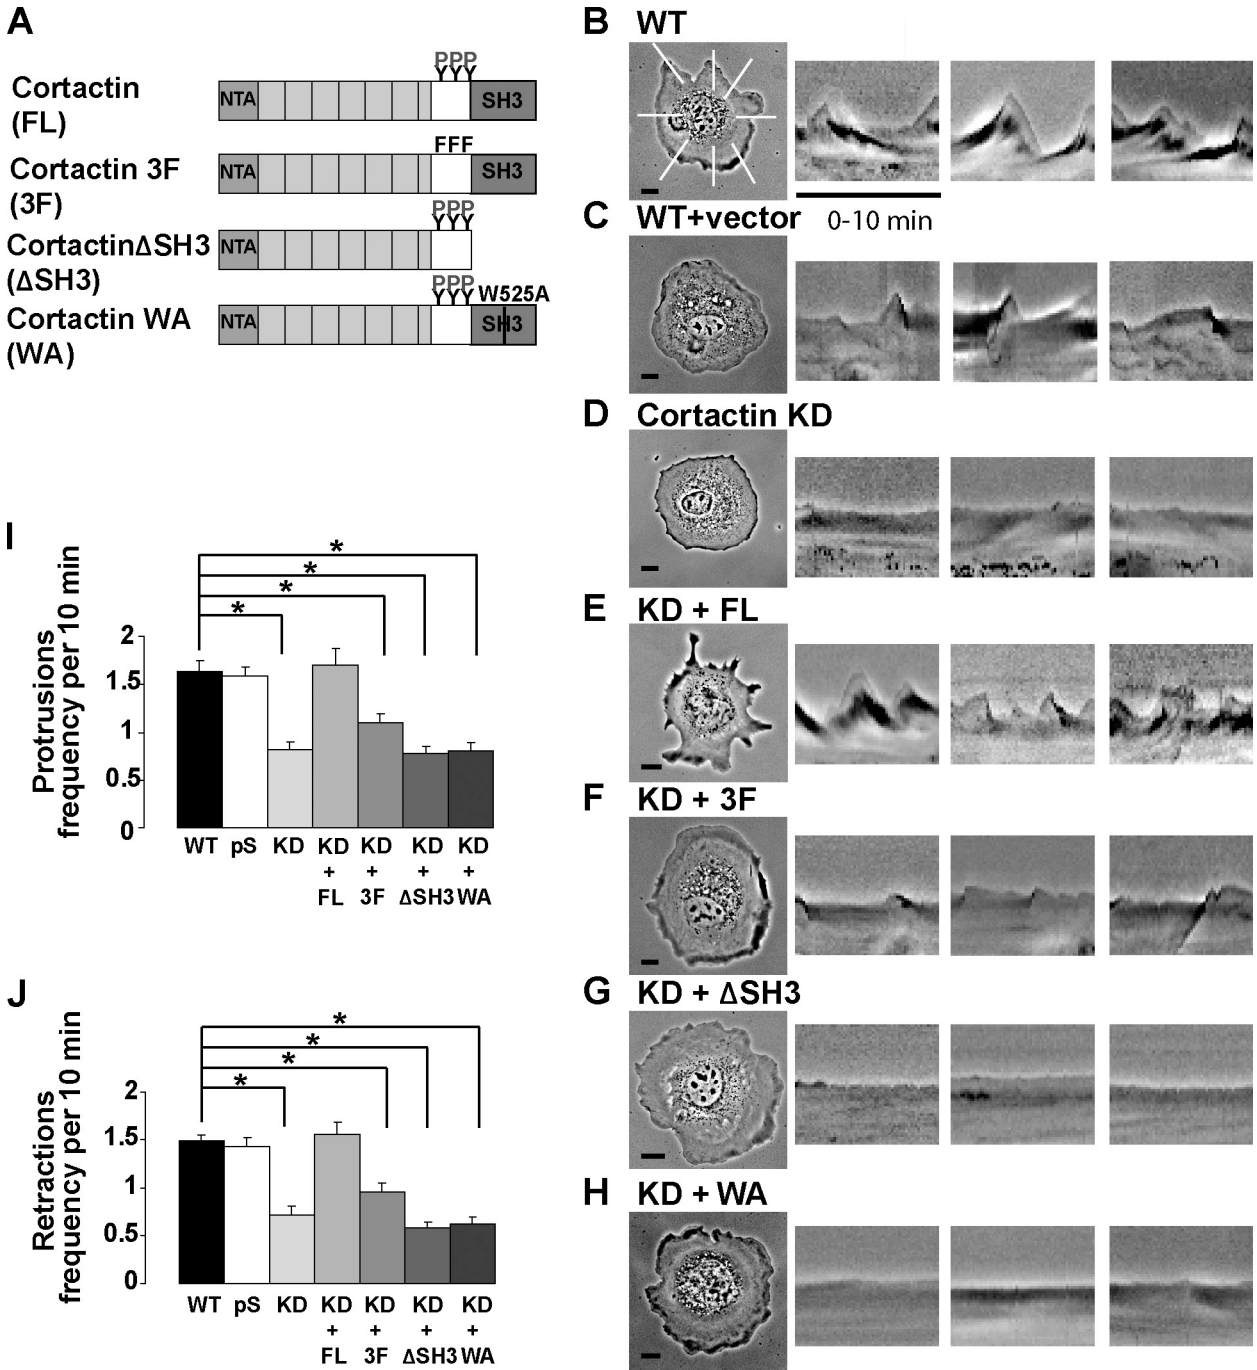 A
Cortactin
(FL)
PPP
YYY
NTA
SH3
Cortactin 3F
(3F)
FFF
NTA
SH3
CortactinΔSH3
(ΔSH3)
PPP
YYY
NTA
Cortactin WA
(WA)
PPP
YYY
W525A
NTA
SH3
B WT
0-10 min
C WT+vector
D Cortactin KD
E KD + FL
F KD + 3F
G KD + ΔSH3
H KD + WA
I
Protrusions
frequency per 10 min
2
1.5
1
0.5
0
*
*
*
*
WT pS KD KD KD KD KD
+ + + +
FL 3F ΔSH3 WA
J
Retractions
frequency per 10 min
2
1.5
1
0.5
0
*
*
*
*
WT pS KD KD KD KD KD
+ + + +
FL 3F ΔSH3 WA